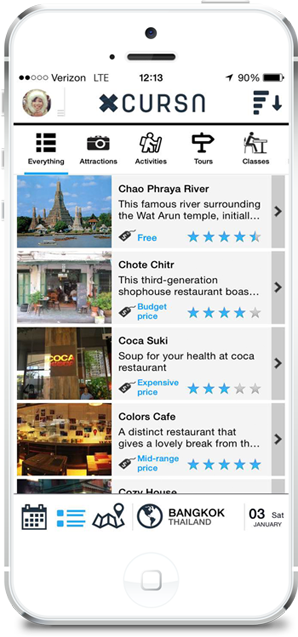 Verizon LTE 12:13 90%
XCURSN
Everything Attractions Activities Tours Classes
Chao Phraya River
This famous river surrounding
the Wat Arun temple, initiall...
Free
Chote Chitr
This third-generation
shophouse restaurant boas...
Budget
price
COCA
Coca Suki
Soup for your health at coca
restaurant
Expensive
price
Colors Cafe
A distinct restaurant that
gives a lovely break from th...
Mid-range
price
Cozy House
BANGKOK
THAILAND
03 Sat
JANUARY